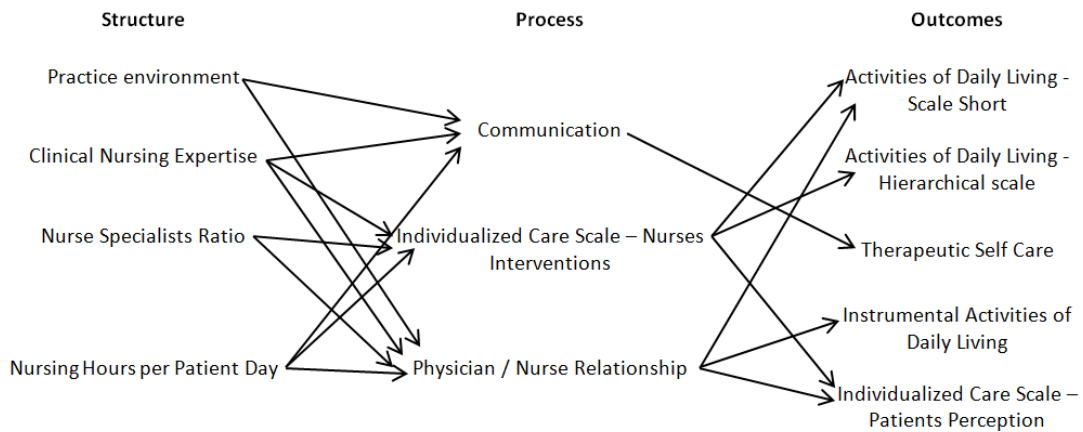 Structure
Process
Outcomes
Practice environment
Clinical Nursing Expertise
Nurse Specialists Ratio
Nursing Hours per Patient Day
Communication
Individualized Care Scale – Nurses
Interventions
Physician / Nurse Relationship
Activities of Daily Living -
Scale Short
Activities of Daily Living -
Hierarchical scale
Therapeutic Self Care
Instrumental Activities of
Daily Living
Individualized Care Scale –
Patients Perception